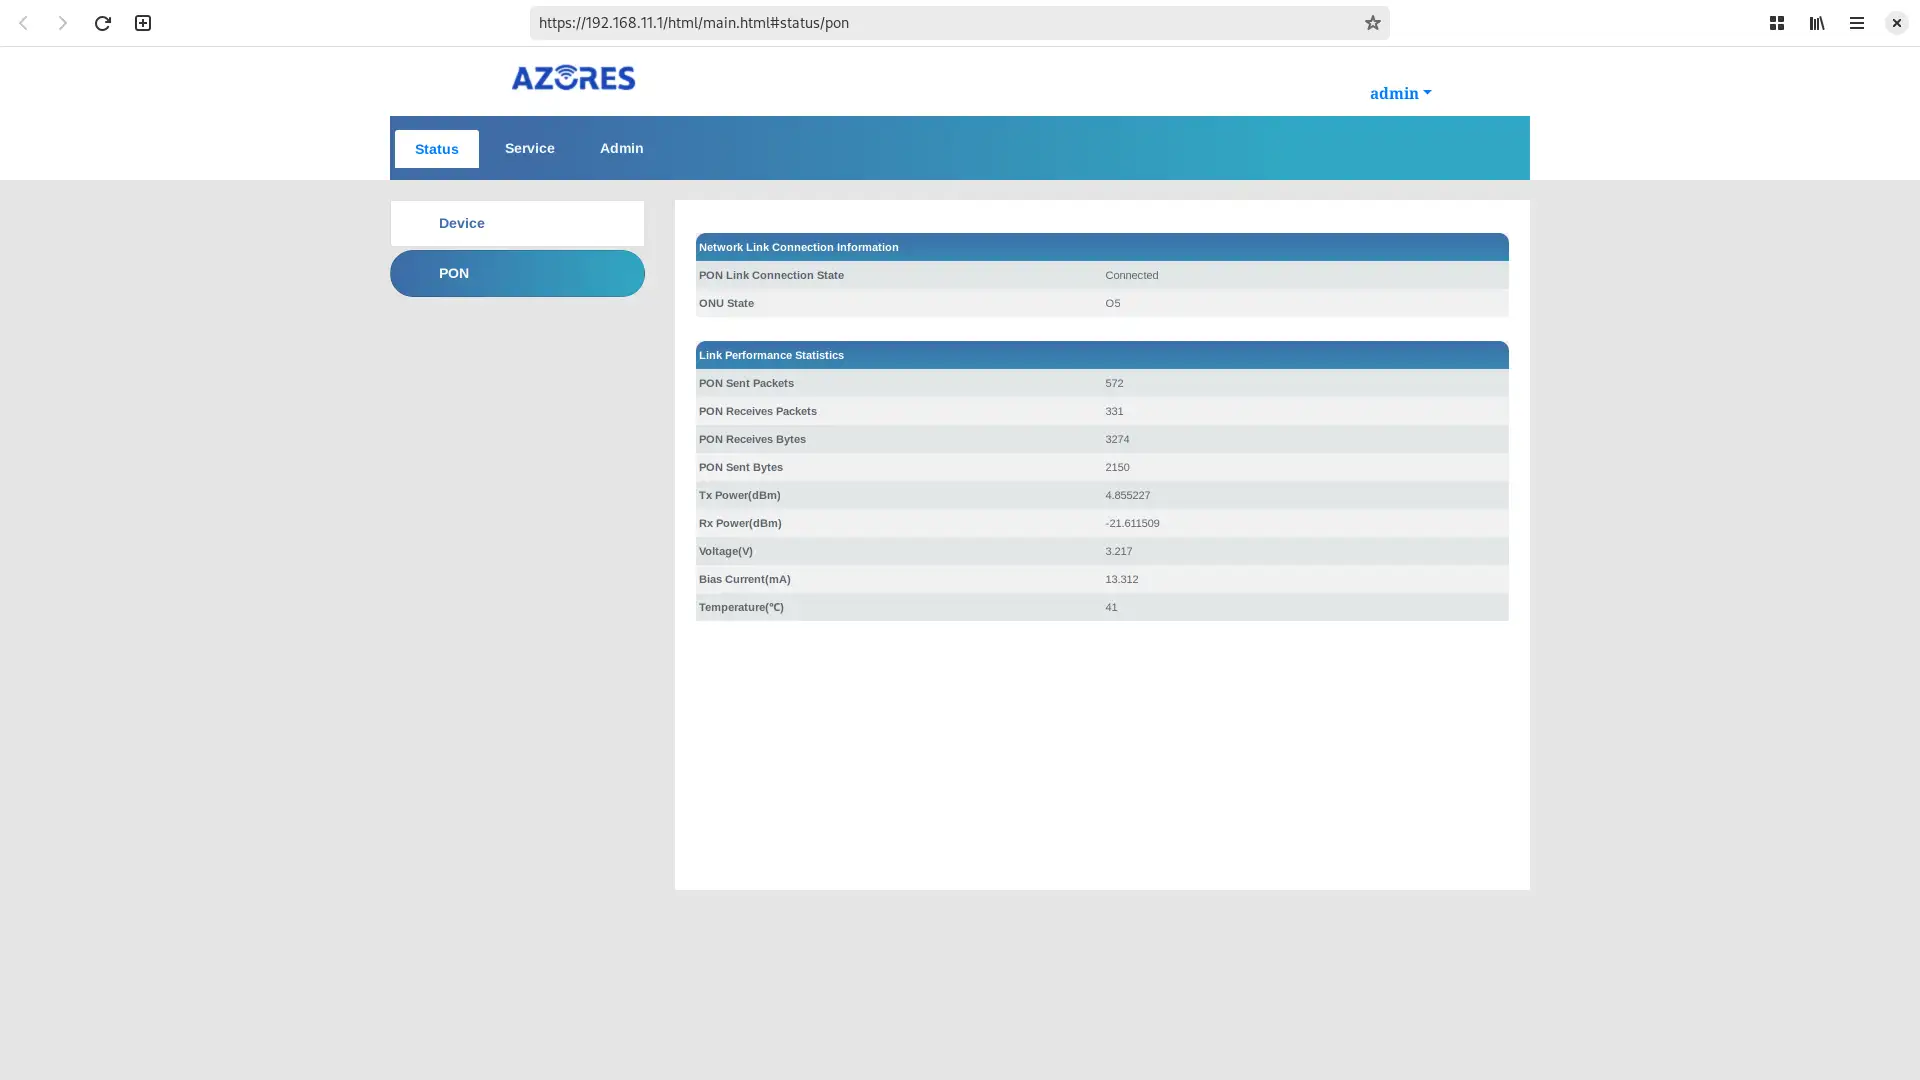 https://192.168.11.1/html/main.html#status/pon
AZORES
admin
Status Service Admin
Device
PON
Network Link Connection Information
PON Link Connection State Connected
ONU State O5
Link Performance Statistics
PON Sent Packets 572
PON Receives Packets 331
PON Receives Bytes 3274
PON Sent Bytes 2150
Tx Power(dBm) 4.855227
Rx Power(dBm) -21.611509
Voltage(V) 3.217
Bias Current(mA) 13.312
Temperature(℃) 41